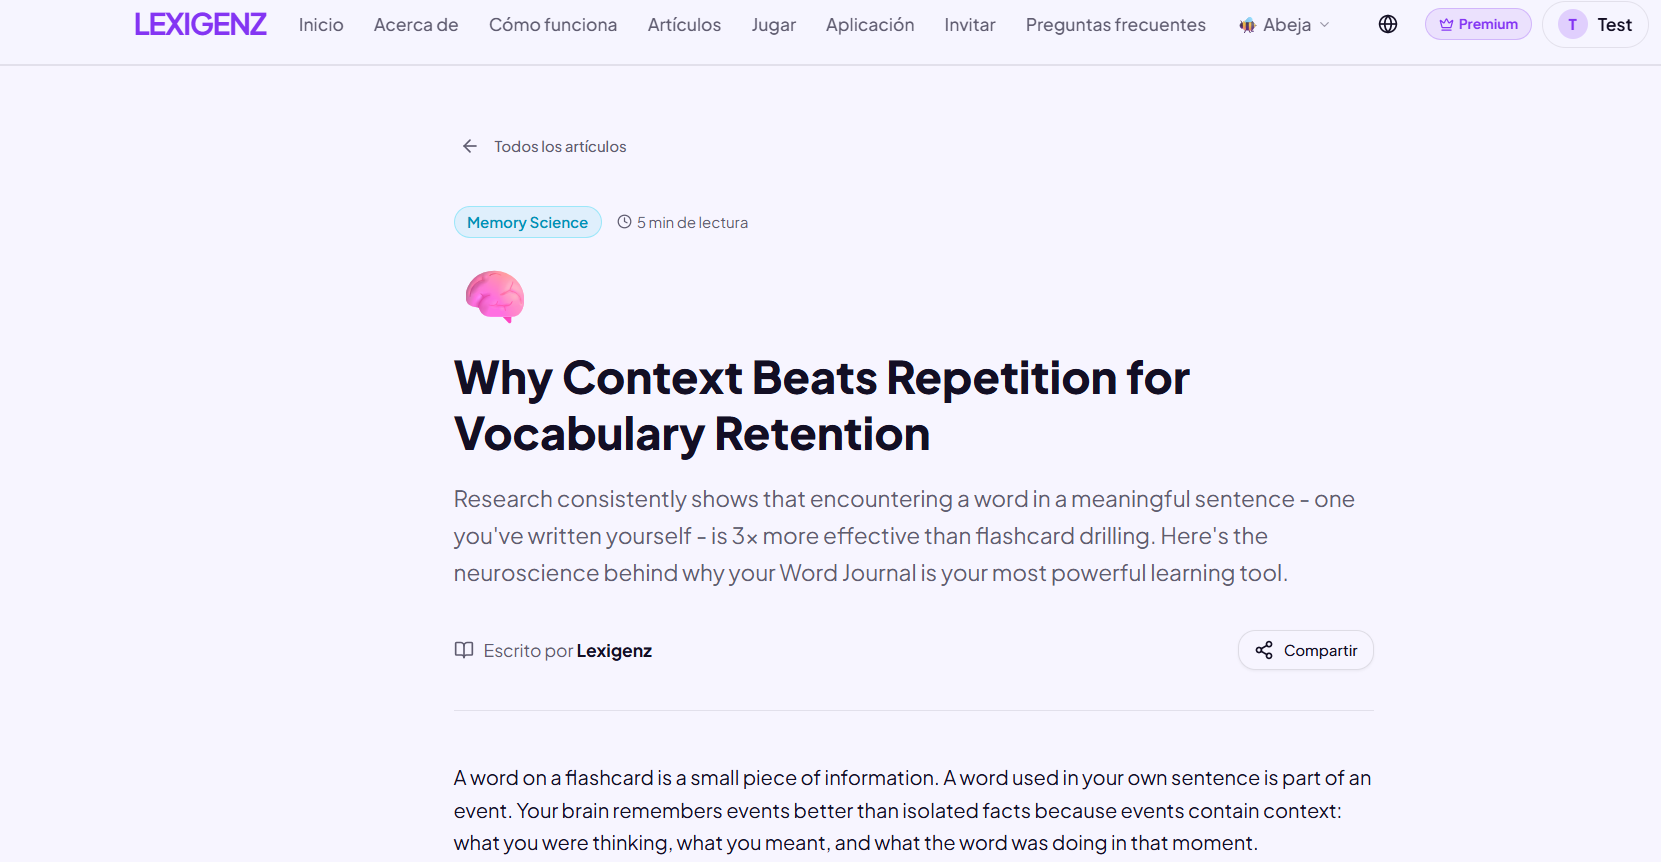 LEXIGENZ Inicio Acerca de Cómo funciona Artículos Jugar Aplicación Invitar Preguntas frecuentes Abeja Premium T Test
Todos los artículos
Memory Science 5 min de lectura
Why Context Beats Repetition for
Vocabulary Retention
Research consistently shows that encountering a word in a meaningful sentence - one
you've written yourself - is 3× more effective than flashcard drilling. Here's the
neuroscience behind why your Word Journal is your most powerful learning tool.
Escrito por Lexigenz Compartir
A word on a flashcard is a small piece of information. A word used in your own sentence is part of an
event. Your brain remembers events better than isolated facts because events contain context:
what you were thinking, what you meant, and what the word was doing in that moment.